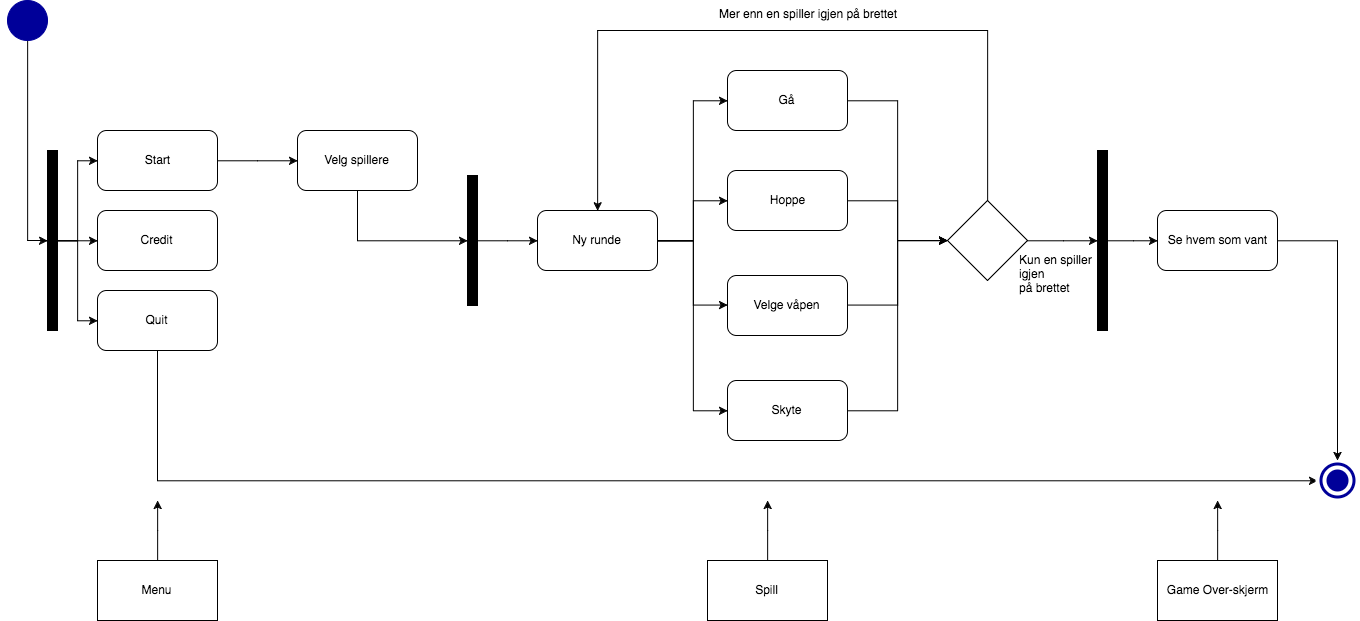 Mer enn en spiller igjen på brettet
Start
Velg spillere
Credit
Quit
Ny runde
Gå
Hoppe
Velge våpen
Skyte
Kun en spiller
igjen
på brettet
Se hvem som vant
Menu
Spill
Game Over-skjerm